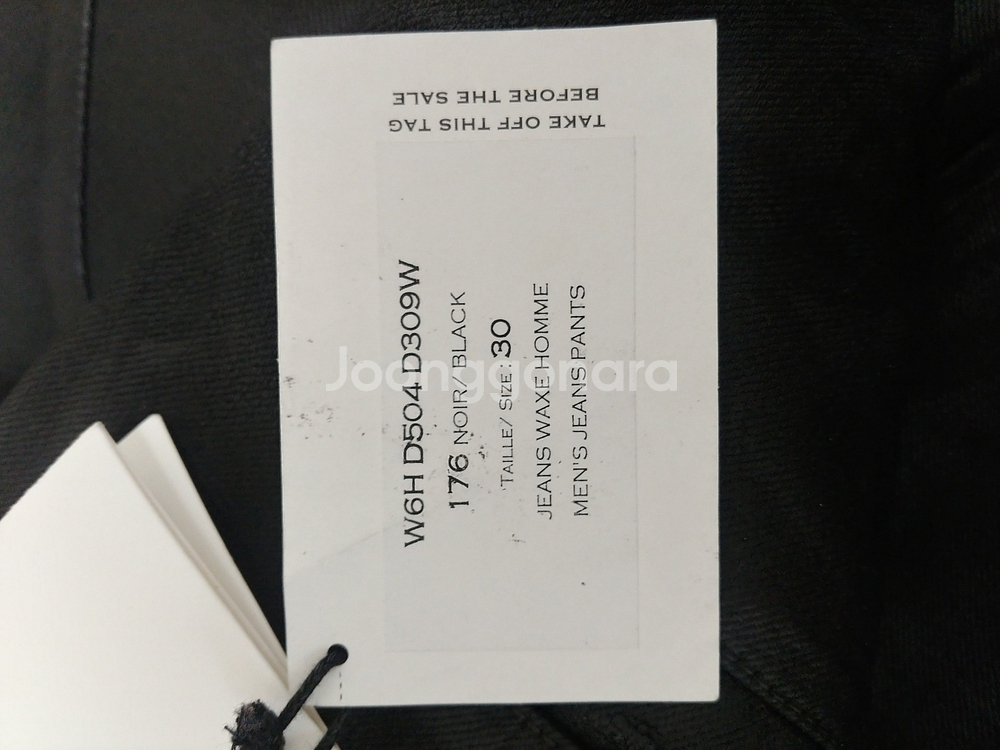 TAKE OFF THIS TAG
BEFORE THE SALE
W6H D504 D309W
176 NOIR/ BLACK
TAILLE/ SIZE : 30
JEANS WAXE HOMME
MEN'S JEANS PANTS
Joonggonara